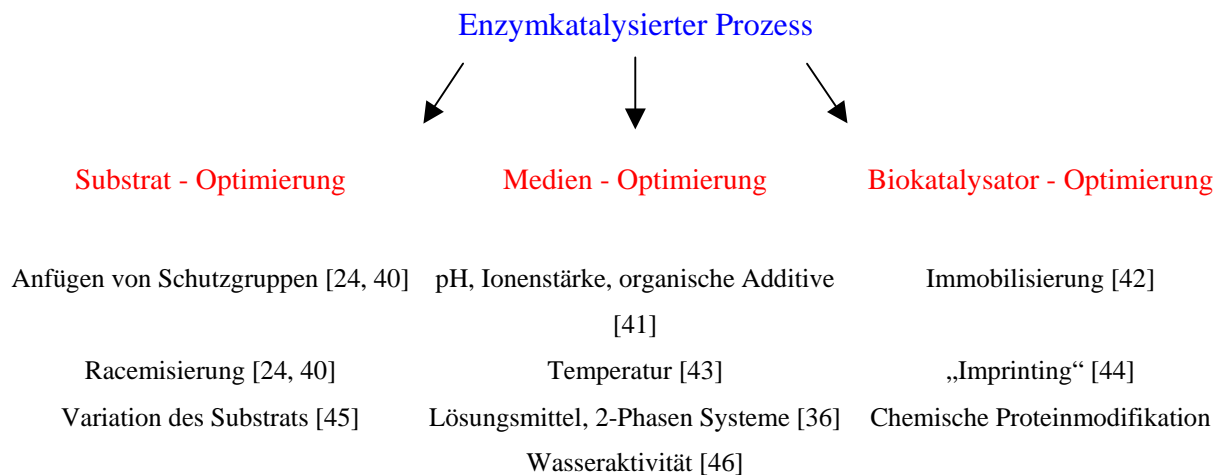 Enzymkatalysierter Prozess
Substrat - Optimierung
Medien - Optimierung
Biokatalysator - Optimierung
Anfügen von Schutzgruppen [24, 40]
pH, Ionenstärke, organische Additive
[41]
Immobilisierung [42]
Racemisierung [24, 40]
Temperatur [43]
„Imprinting“ [44]
Variation des Substrats [45]
Lösungsmittel, 2-Phasen Systeme [36]
Chemische Proteinmodifikation
Wasseraktivität [46]